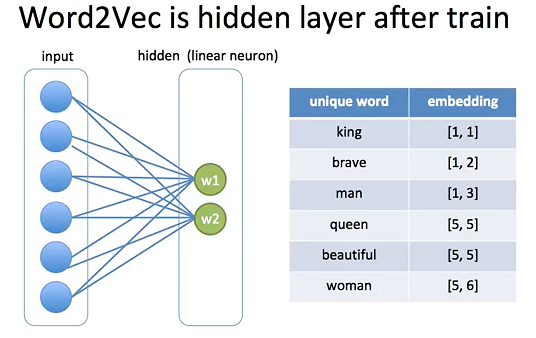 Word2Vec is hidden layer after train
input
hidden (linear neuron)
w1
w2
unique word embedding
king [1, 1]
brave [1, 2]
man [1, 3]
queen [5, 5]
beautiful [5, 5]
woman [5, 6]